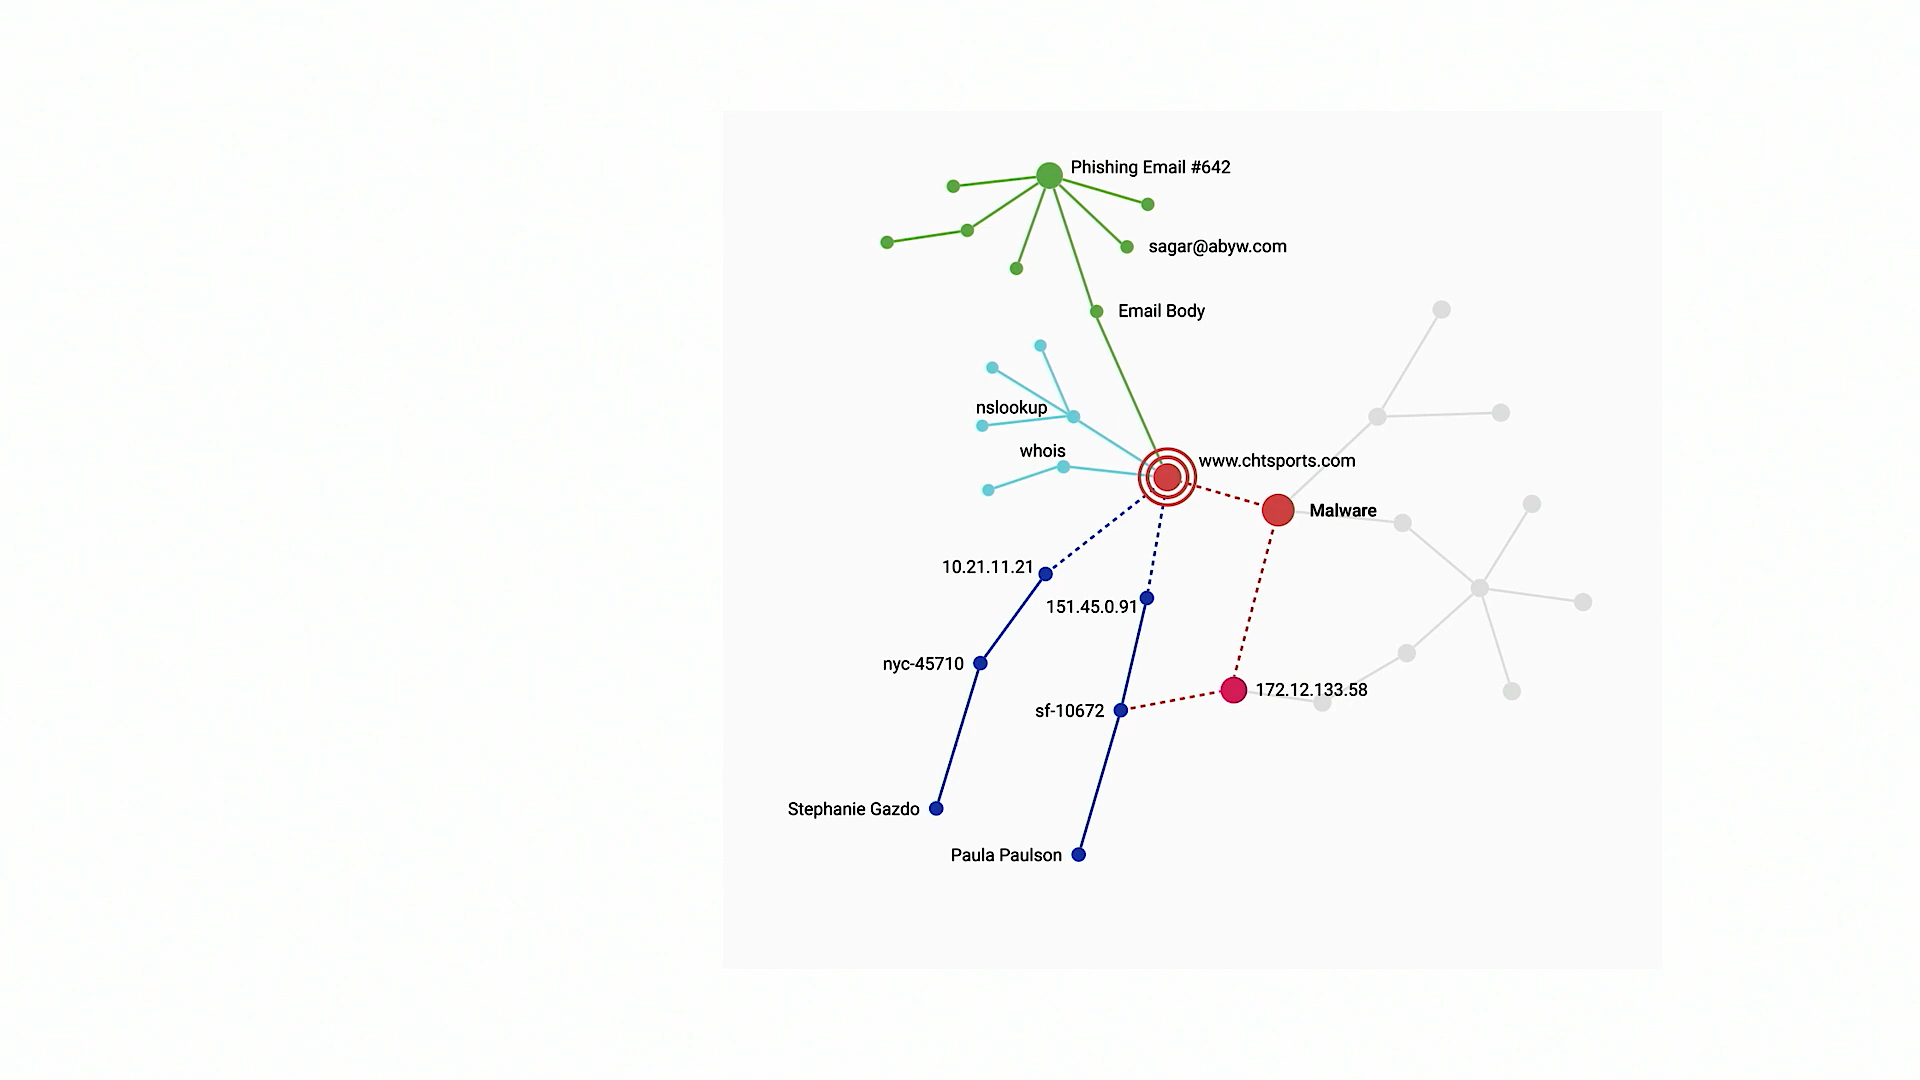 Phishing Email #642
sagar@abyw.com
Email Body
nslookup
whois
www.chtsports.com
Malware
10.21.11.21
151.45.0.91
nyc-45710
172.12.133.58
sf-10672
Stephanie Gazdo
Paula Paulson